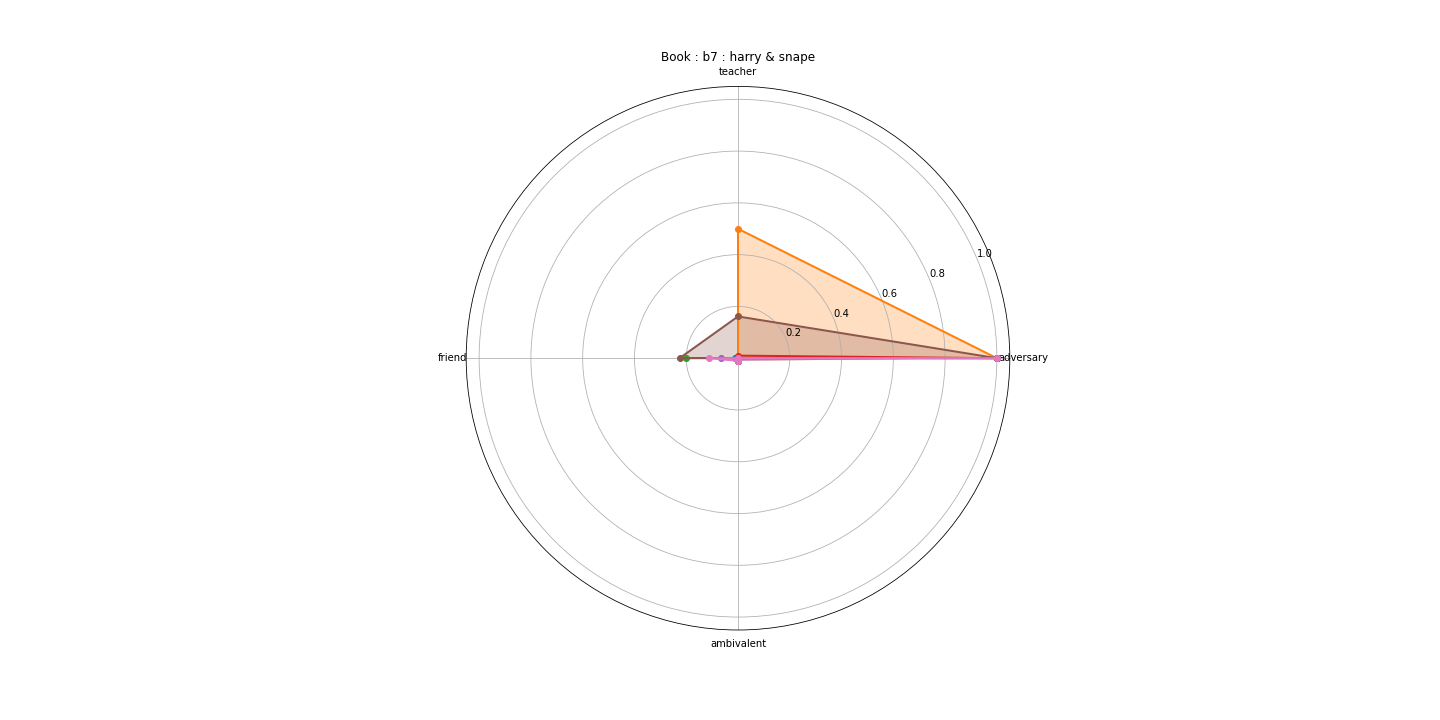 Book : b7 : harry & snape
teacher
1.0
0.8
0.6
0.4
0.2
friend
adversary
ambivalent